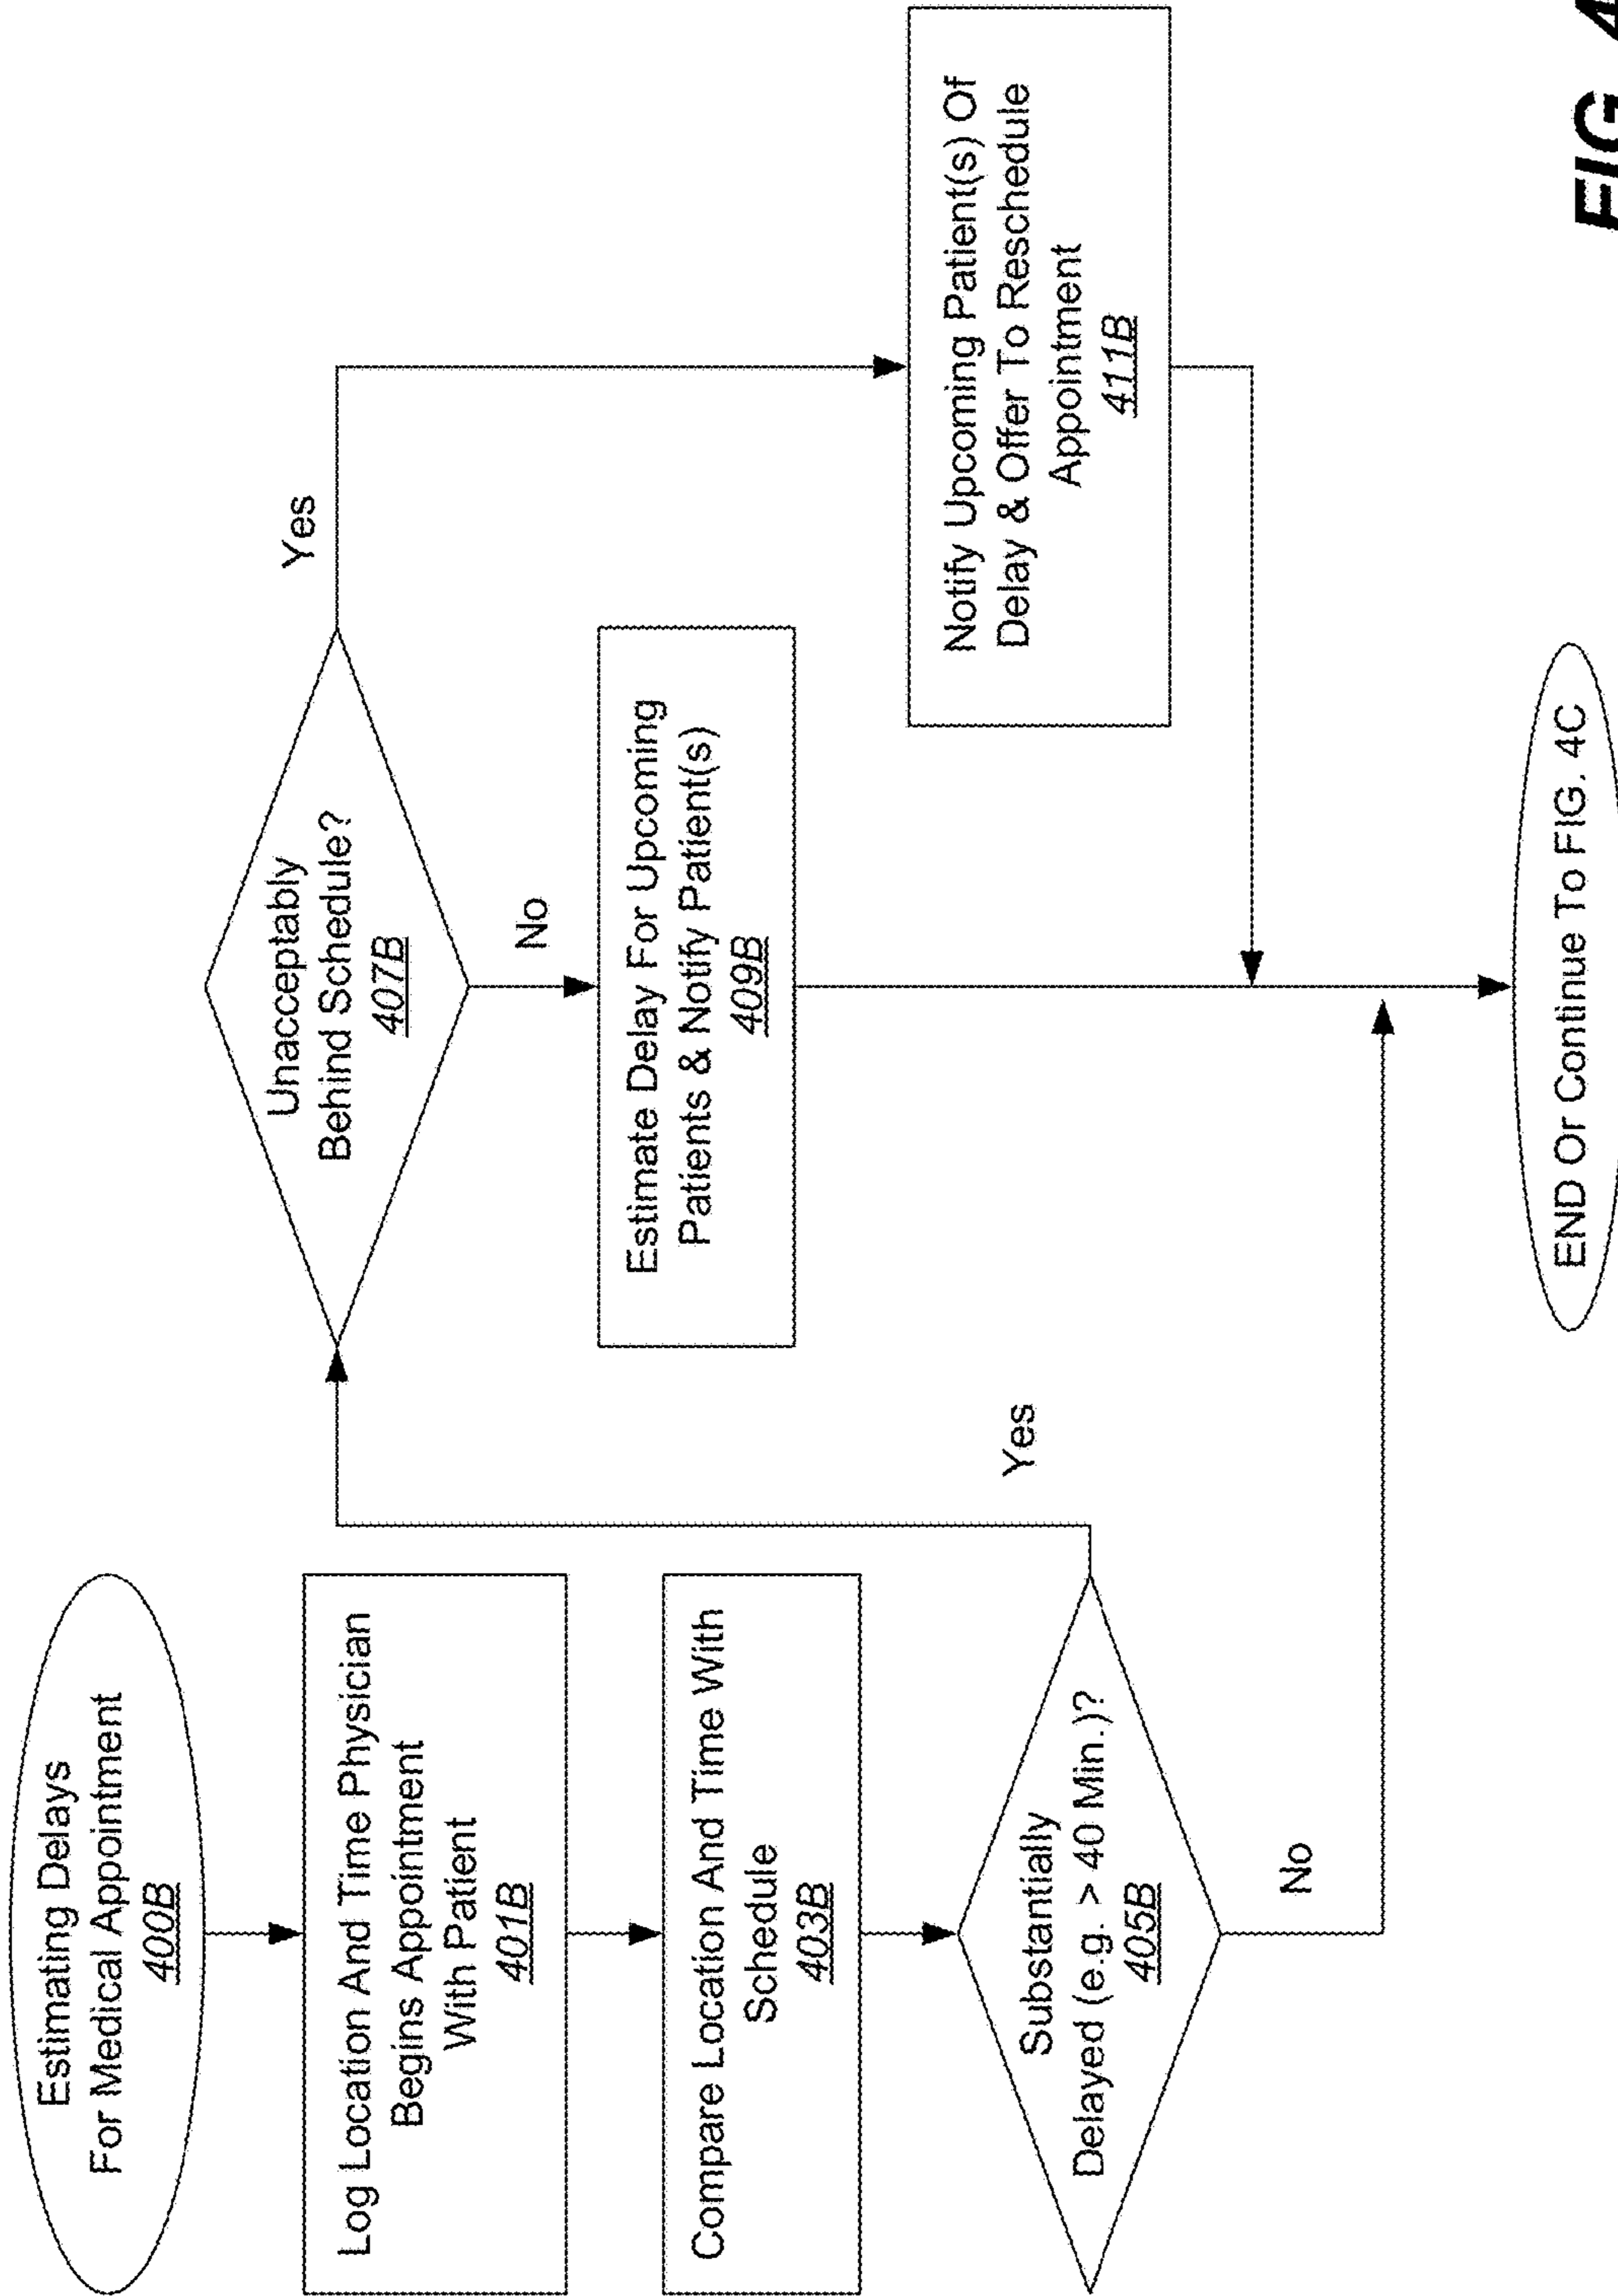 Estimating Delays
For Medical Appointment
400B
Log Location And Time Physician
Begins Appointment
With Patient
401B
Compare Location And Time With
Schedule
403B
Substantially
Delayed (e.g. > 40 Min.)?
405B
Yes
No
Unacceptably
Behind Schedule?
407B
Yes
No
Estimate Delay For Upcoming
Patients & Notify Patient(s)
409B
Notify Upcoming Patient(s) Of
Delay & Offer To Reschedule
Appointment
411B
END Or Continue To FIG. 4C
FIG. 4